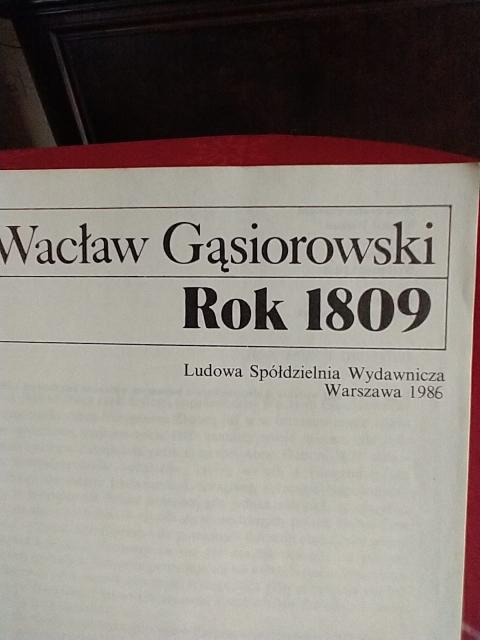 Wacław Gąsiorowski
Rok 1809
Ludowa Spółdzielnia Wydawnicza
Warszawa 1986